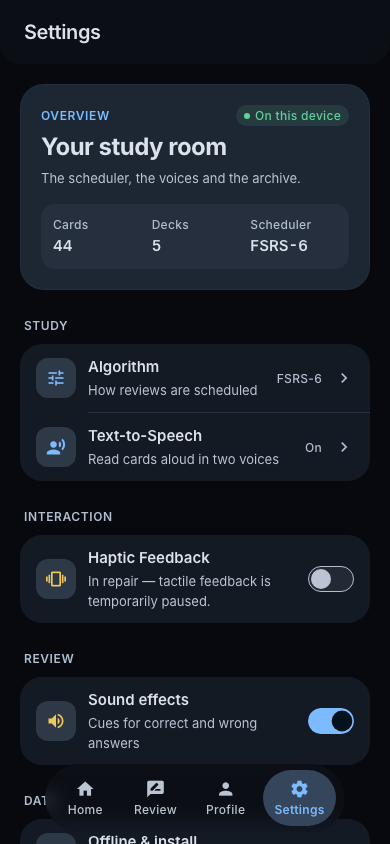 Settings
OVERVIEW
On this device
Your study room
The scheduler, the voices and the archive.
Cards Decks Scheduler
44 5 FSRS-6
STUDY
Algorithm
How reviews are scheduled
FSRS-6
Text-to-Speech
Read cards aloud in two voices
On
INTERACTION
Haptic Feedback
In repair — tactile feedback is
temporarily paused.
REVIEW
Sound effects
Cues for correct and wrong
answers
Offline & install
Home Review Profile Settings